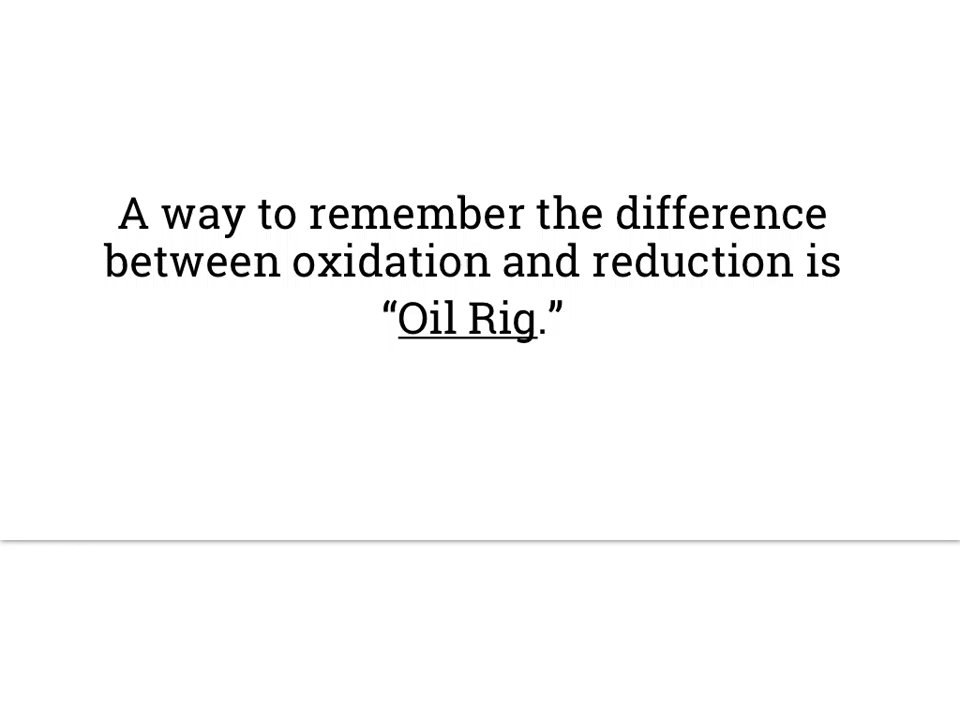 A way to remember the difference
between oxidation and reduction is
“Oil Rig.”